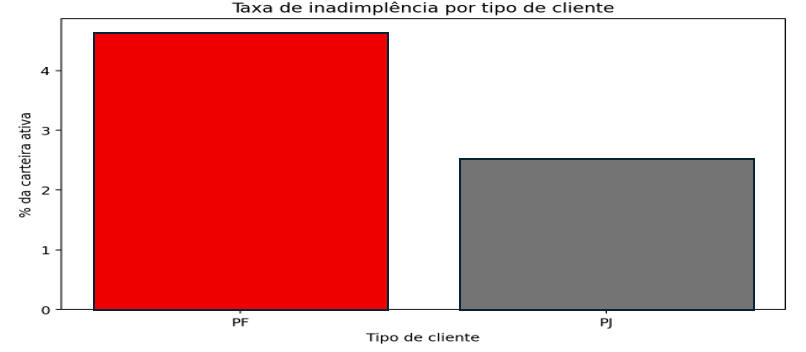 Taxa de inadimplência por tipo de cliente
% da carteira ativa
4
3
2
1
0
PF
PJ
Tipo de cliente